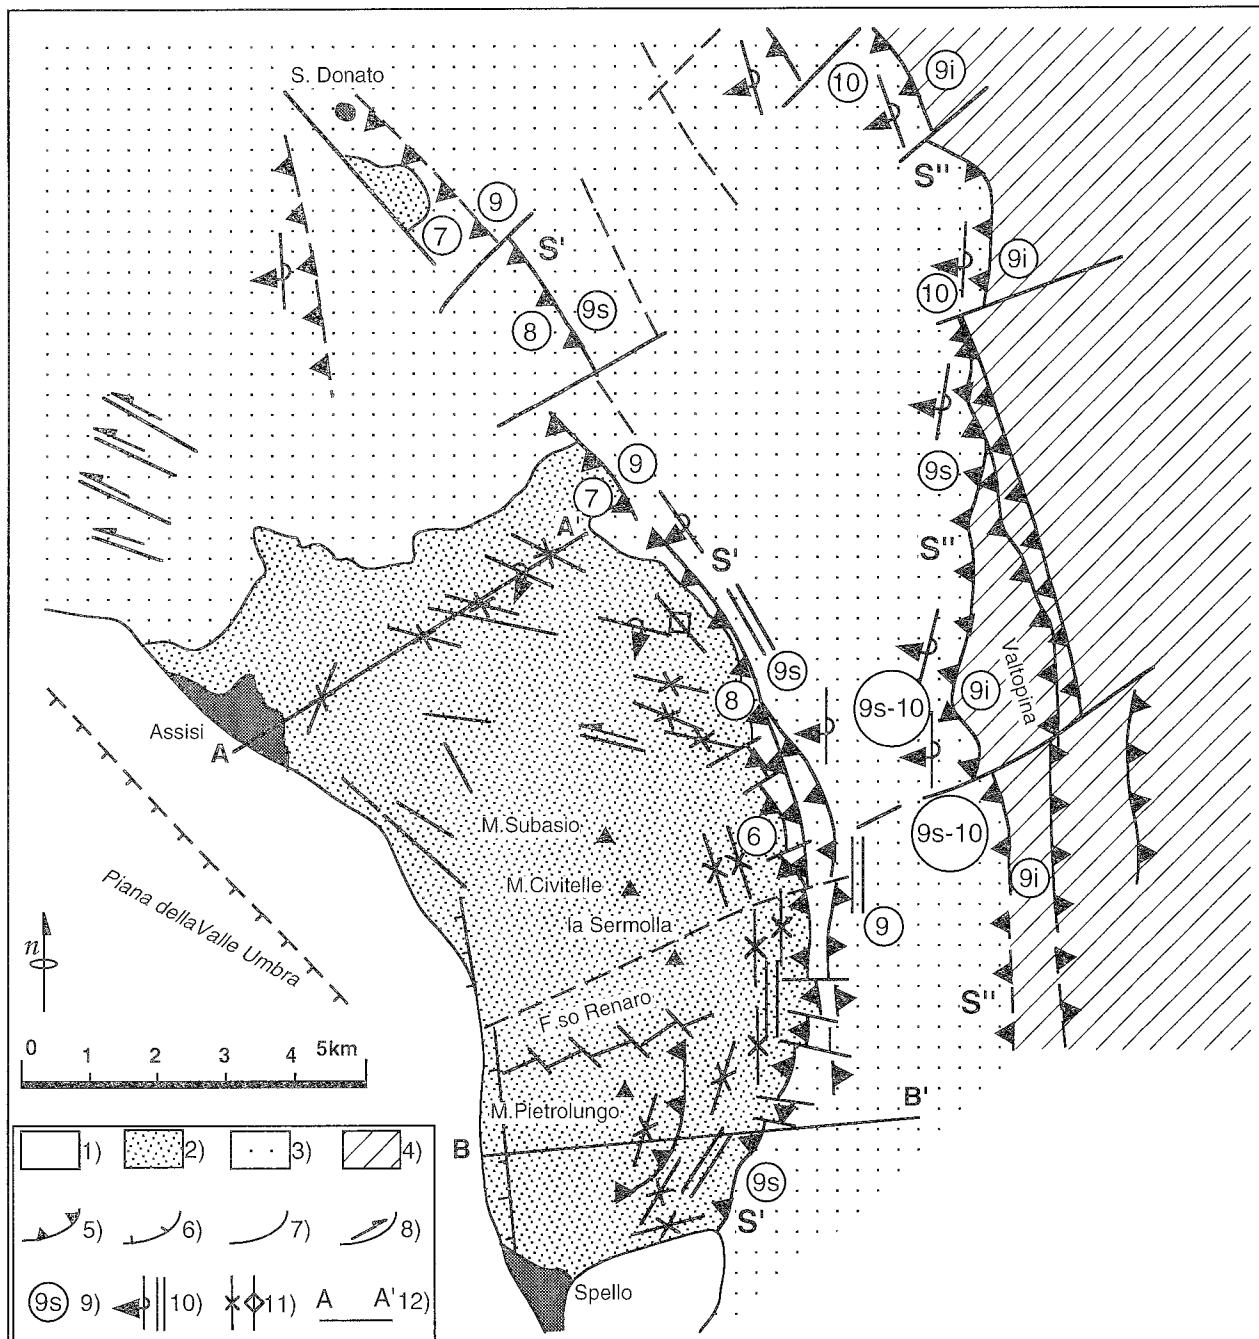 S. Donato
10
9i
S''
9
7
S'
9i
10
8
9s
9
9s
7
A'
S'
S''
Valtopina
9s
9i
8
9s-10
Assisi
A
M.Subasio
6
9s-10
M.Civitelle
9i
Piana della Valle Umbra
la Sermolla
9
n
F.so Renaro
S''
0 1 2 3 4 5km
M.Pietrolungo
B'
B
1) 2) 3) 4)
9s
S'
5) 6) 7) 8)
Spello
9s 9) 10) 11) A A' 12)